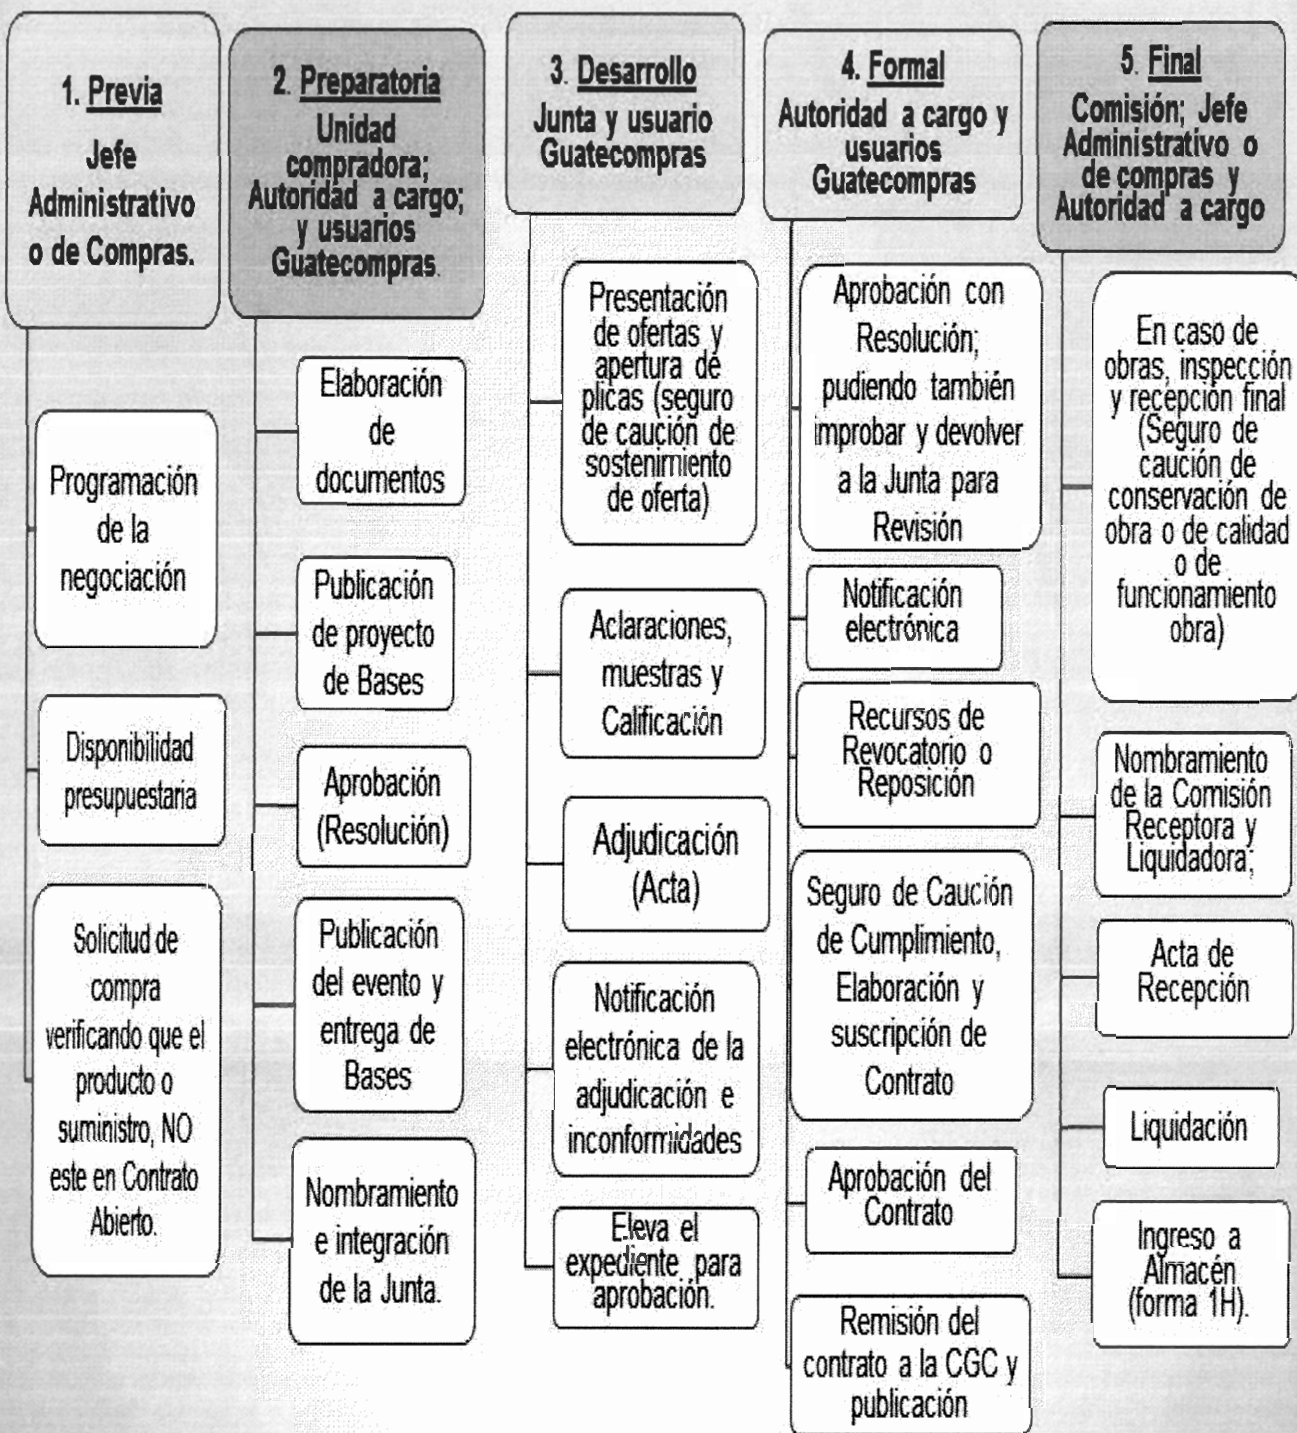 1. Previa
Jefe
Administrativo
o de Compras.
Programación
de la
negociación
Disponibilidad
presupuestaria
Solicitud de
compra
verificando que el
producto o
suministro, NO
este en Contrato
Abierto.
2. Preparatoria
Unidad
compradora;
Autoridad a cargo;
y usuarios
Guatecompras.
Elaboración
de
documentos
Publicación
de proyecto
de Bases
Aprobación
(Resolución)
Publicación
del evento y
entrega de
Bases
Nombramiento
e integración
de la Junta.
3. Desarrollo
Junta y usuario
Guatecompras
Presentación
de ofertas y
apertura de
plicas (seguro
de caución de
sostenimiento
de oferta)
Aclaraciones,
muestras y
Calificación
Adjudicación
(Acta)
Notificación
electrónica de la
adjudicación e
inconformidades
Eleva el
expediente para
aprobación.
4. Formal
Autoridad a cargo y
usuarios
Guatecompras
Aprobación con
Resolución;
pudiendo también
improbar y devolver
a la Junta para
Revisión
Notificación
electrónica
Recursos de
Revocatorio o
Reposición
Seguro de Caución
de Cumplimiento,
Elaboración y
suscripción de
Contrato
Aprobación del
Contrato
Remisión del
contrato a la CGC y
publicación
5. Final
Comisión; Jefe
Administrativo o
de compras y
Autoridad a cargo
En caso de
obras, inspección
y recepción final
(Seguro de
caución de
conservación de
obra o de calidad
o de
funcionamiento
obra)
Nombramiento
de la Comisión
Receptora y
Liquidadora;
Acta de
Recepción
Liquidación
Ingreso a
Almacén
(forma 1H).